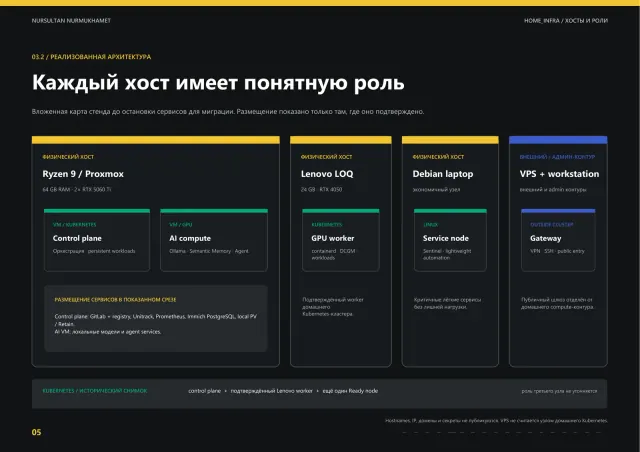 NURSULTAN NURMUKHAMET
HOME_INFRA / ХОСТЫ И РОЛИ
03.2 / РЕАЛИЗОВАННАЯ АРХИТЕКТУРА
Каждый хост имеет понятную роль
Вложенная карта стенда до остановки сервисов для миграции. Размещение показано только там, где оно подтверждено.
ФИЗИЧЕСКИЙ ХОСТ
Ryzen 9 / Proxmox
64 GB RAM · 2× RTX 5060 Ti
VM / KUBERNETES
Control plane
Оркестрация · persistent workloads
VM / GPU
AI compute
Ollama · Semantic Memory · Agent
РАЗМЕЩЕНИЕ СЕРВИСОВ В ПОКАЗАННОМ СРЕЗЕ
Control plane: GitLab + registry, Unitrack, Prometheus, Immich PostgreSQL, local PV
/ Retain.
AI VM: локальные модели и agent services.
ФИЗИЧЕСКИЙ ХОСТ
Lenovo LOQ
24 GB · RTX 4050
KUBERNETES
GPU worker
containerd · DCGM ·
workloads
Подтверждённый worker
домашнего
Kubernetes-кластера.
ФИЗИЧЕСКИЙ ХОСТ
Debian laptop
экономичный узел
LINUX
Service node
Sentinel · lightweight
automation
Критичные лёгкие сервисы
без лишней нагрузки.
ВНЕШНИЙ / АДМИН-КОНТУР
VPS + workstation
внешний и admin контуры
OUTSIDE CLUSTER
Gateway
VPN · SSH · public entry
Публичный шлюз отделён от
домашнего compute-контура.
KUBERNETES / ИСТОРИЧЕСКИЙ СНИМОК
control plane + подтверждённый Lenovo worker + ещё один Ready node
роль третьего узла не уточняется
Hostnames, IP, домены и секреты не публикуются. VPS не считается узлом домашнего Kubernetes.
05